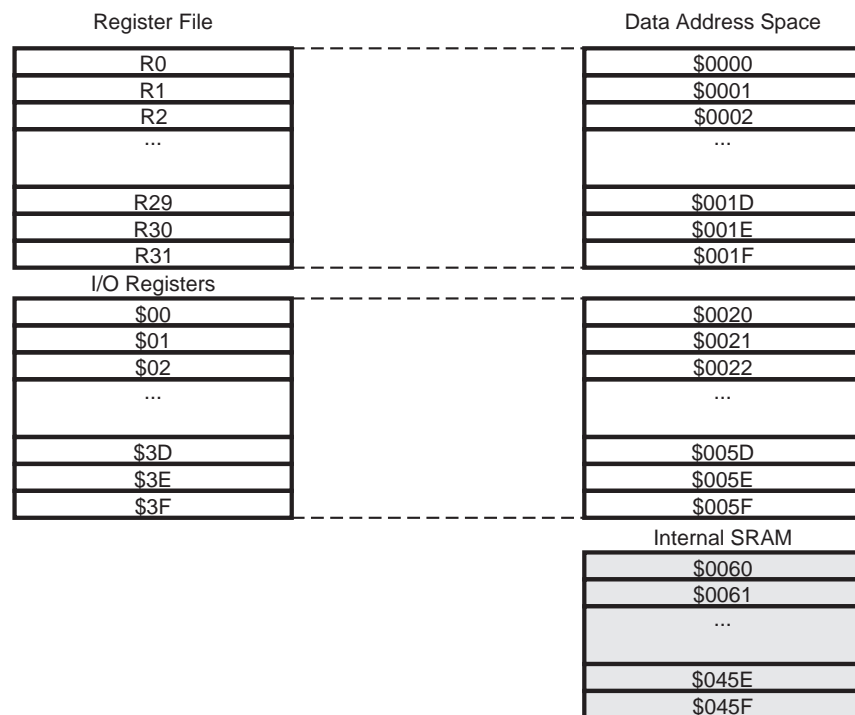 Register File Data Address Space
R0 $0000
R1 $0001
R2 $0002
... ...
R29 $001D
R30 $001E
R31 $001F
I/O Registers
$00 $0020
$01 $0021
$02 $0022
... ...
$3D $005D
$3E $005E
$3F $005F
Internal SRAM
$0060
$0061
...
$045E
$045F